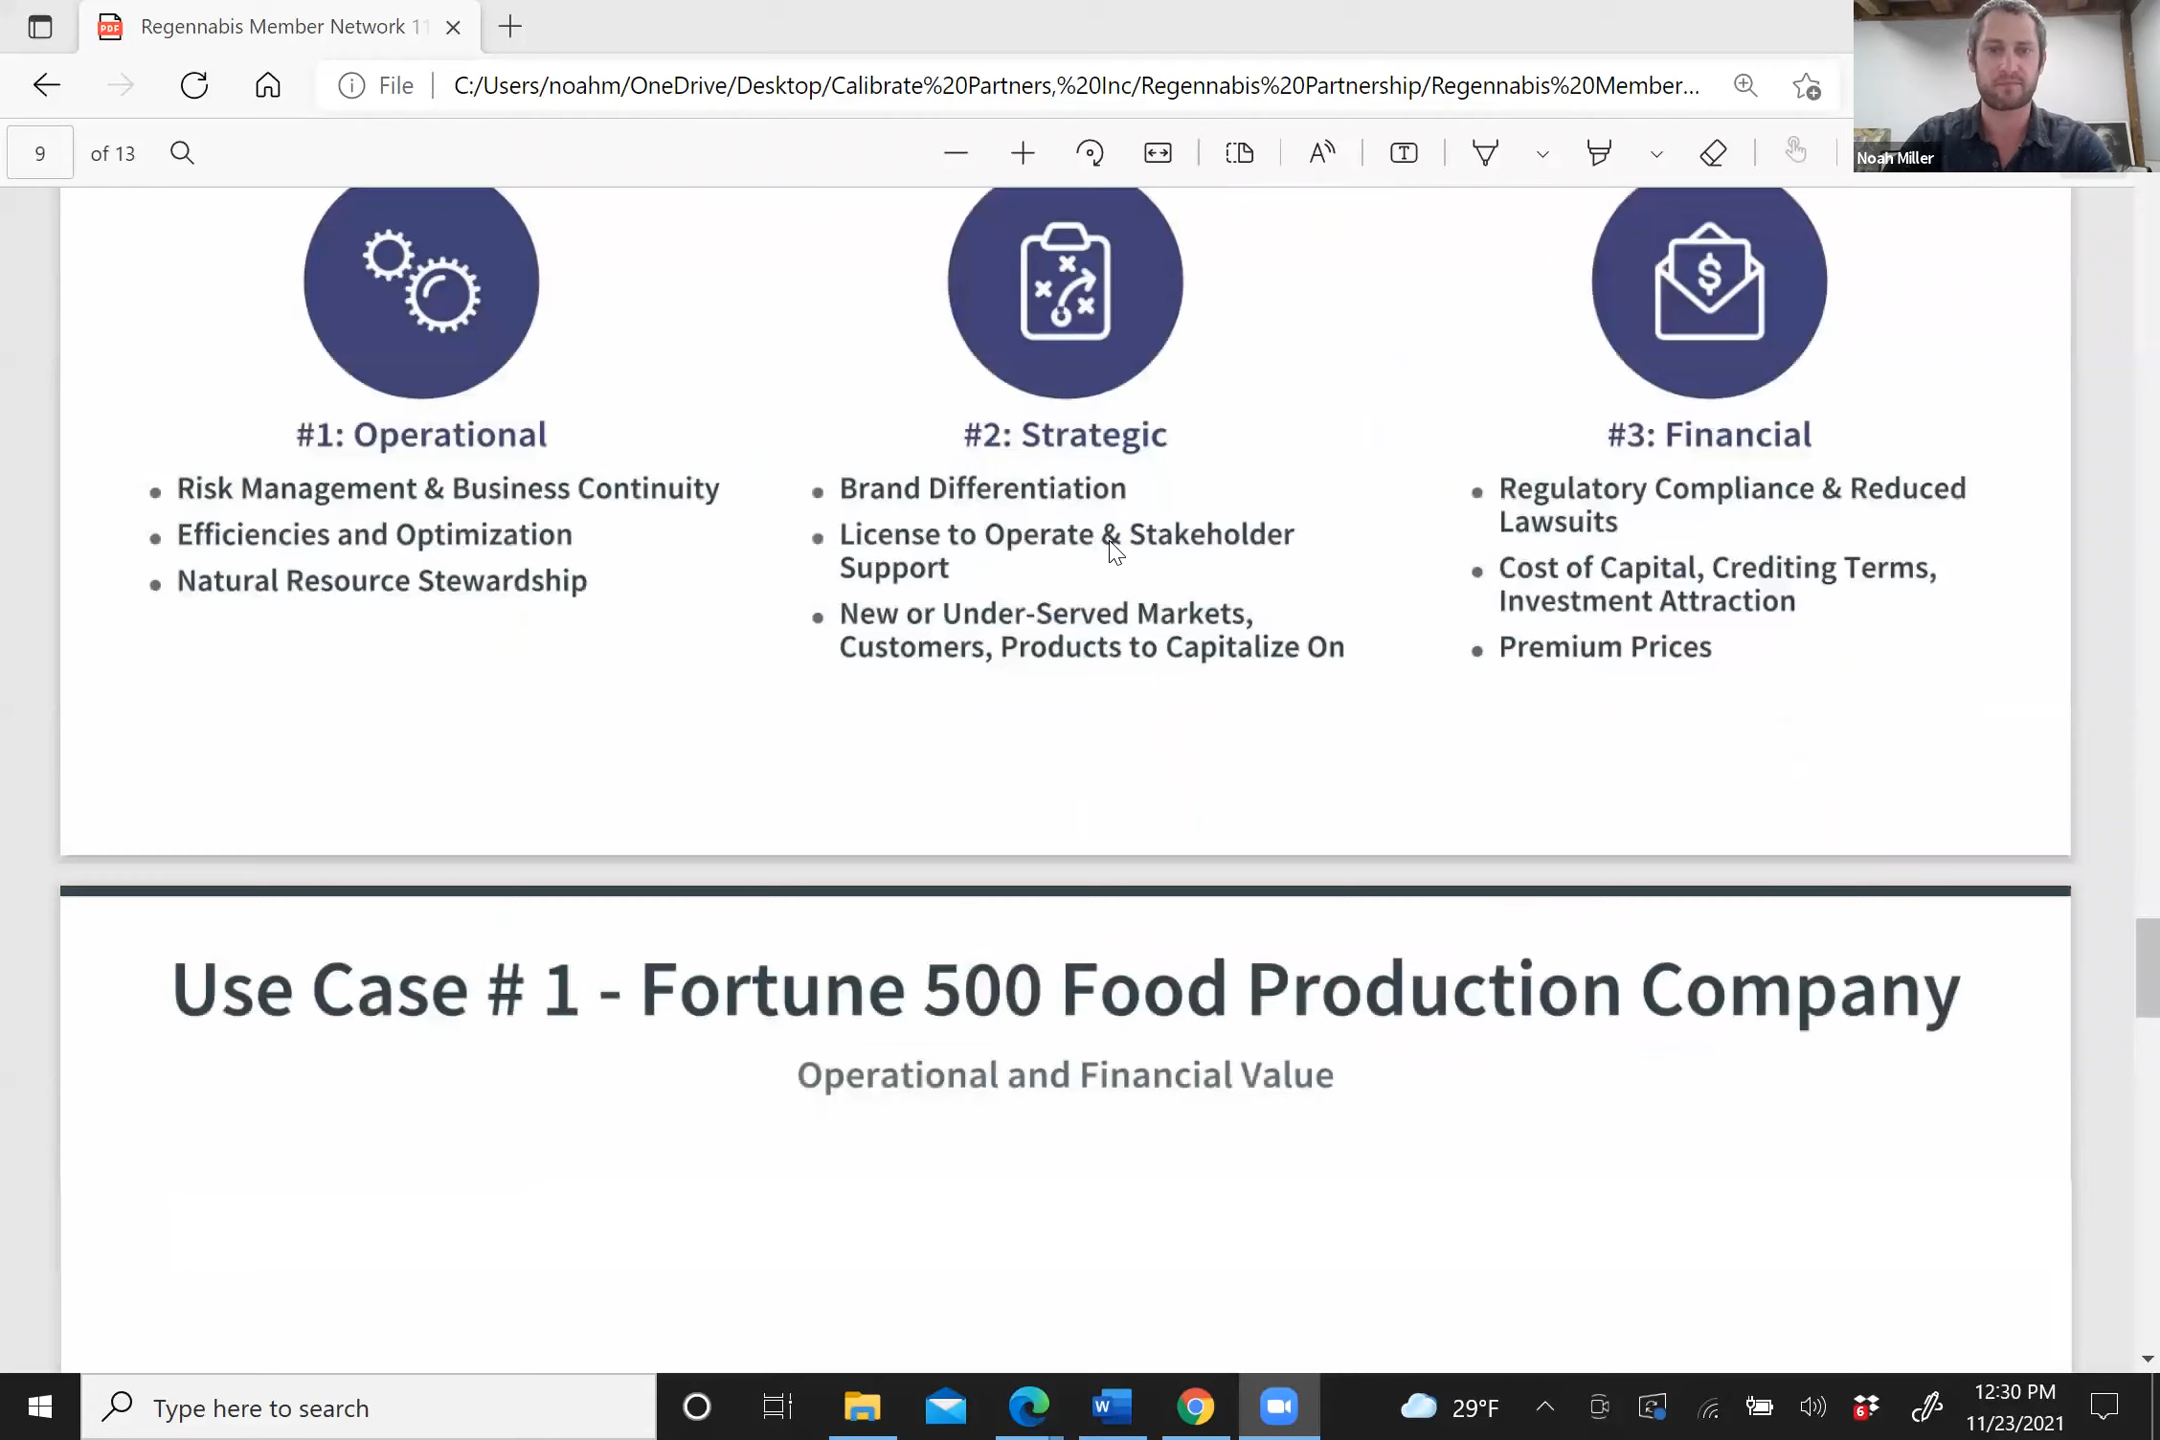 Regennabis Member Network 11
File
C:/Users/noahm/OneDrive/Desktop/Calibrate%20Partners,%20Inc/Regennabis%20Partnership/Regennabis%20Member...
Noah Miller
9 of 13
#1: Operational
Risk Management & Business Continuity
Efficiencies and Optimization
Natural Resource Stewardship
#2: Strategic
Brand Differentiation
License to Operate & Stakeholder
Support
New or Under-Served Markets,
Customers, Products to Capitalize On
#3: Financial
Regulatory Compliance & Reduced
Lawsuits
Cost of Capital, Crediting Terms,
Investment Attraction
Premium Prices
Use Case # 1 - Fortune 500 Food Production Company
Operational and Financial Value
Type here to search
29°F
6
12:30 PM
11/23/2021